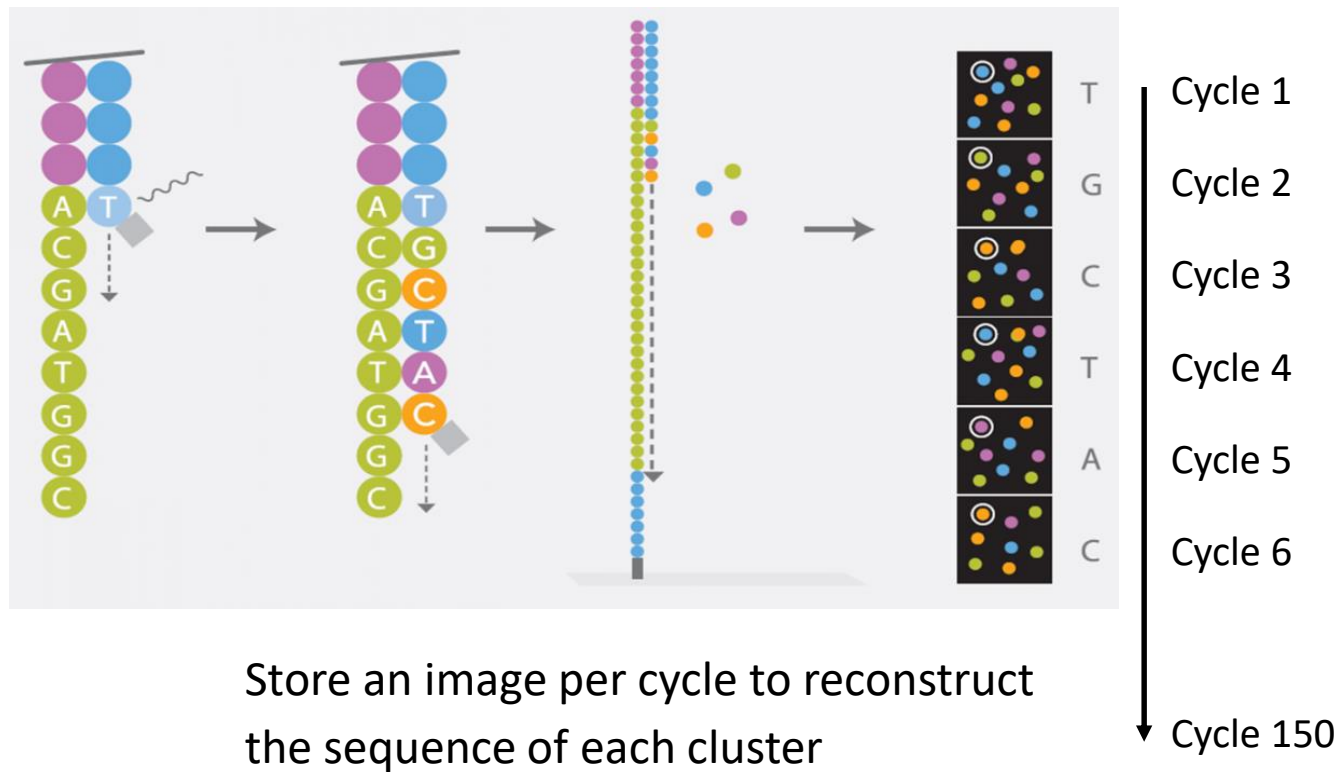 A T
C
G
A
T
G
G
C
A T
C G
G C
A T
T A
G C
G
C
T Cycle 1
G Cycle 2
C Cycle 3
T Cycle 4
A Cycle 5
C Cycle 6
Cycle 150
Store an image per cycle to reconstruct
the sequence of each cluster